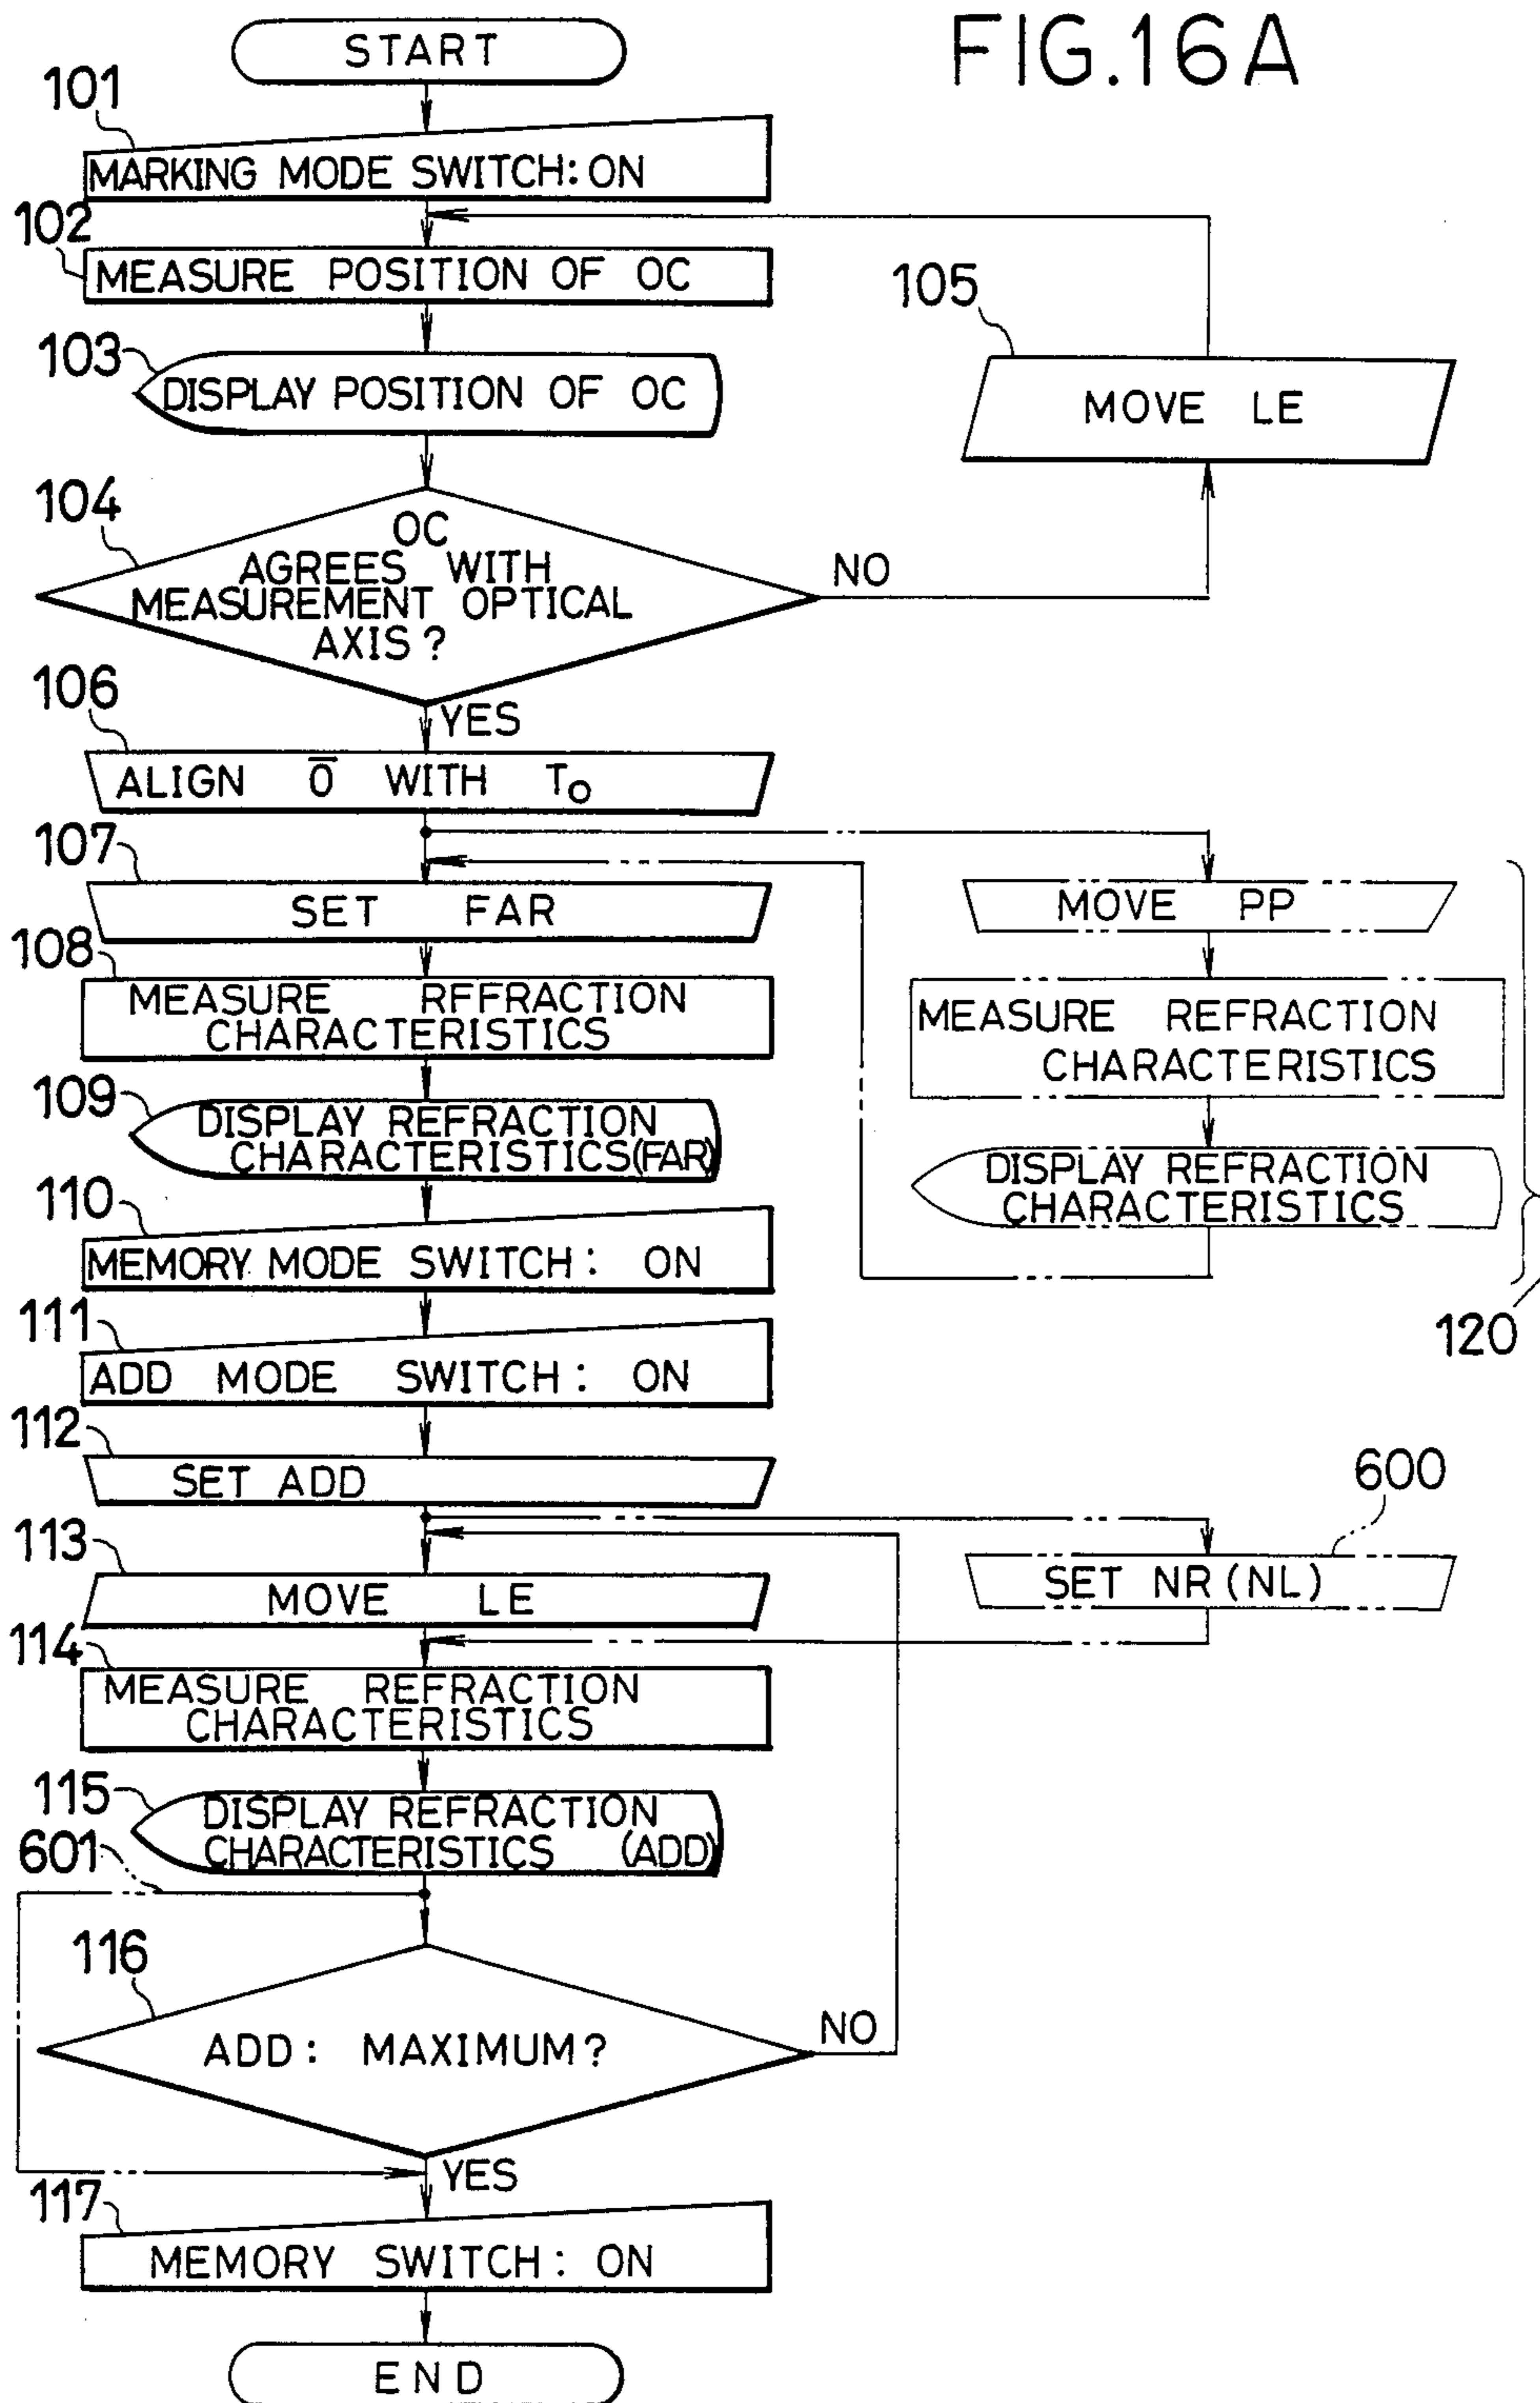 FIG.16A
START
101
MARKING MODE SWITCH: ON
102
MEASURE POSITION OF OC
103
DISPLAY POSITION OF OC
105
MOVE LE
104
OC
AGREES WITH
MEASUREMENT OPTICAL
AXIS?
NO
YES
106
ALIGN O̅ WITH To
107
SET FAR
108
MEASURE RFFRACTION
CHARACTERISTICS
109
DISPLAY REFRACTION
CHARACTERISTICS(FAR)
MOVE PP
MEASURE REFRACTION
CHARACTERISTICS
DISPLAY REFRACTION
CHARACTERISTICS
120
110
MEMORY MODE SWITCH: ON
111
ADD MODE SWITCH: ON
112
SET ADD
600
SET NR (NL)
113
MOVE LE
114
MEASURE REFRACTION
CHARACTERISTICS
115
DISPLAY REFRACTION
CHARACTERISTICS (ADD)
601
116
ADD: MAXIMUM?
NO
YES
117
MEMORY SWITCH: ON
END